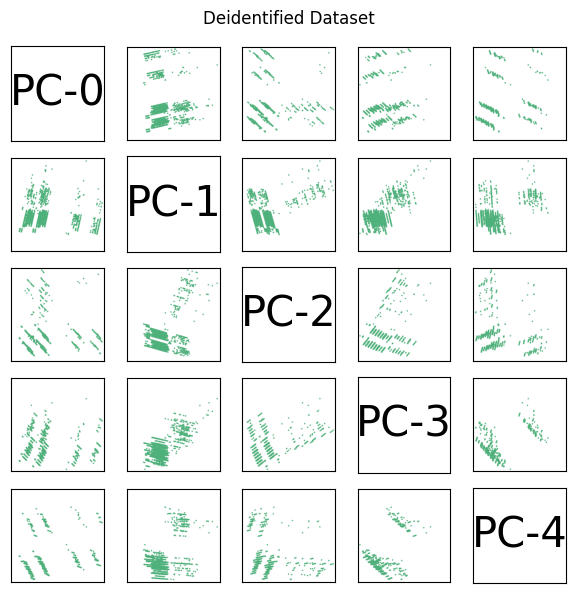 Deidentified Dataset
PC-0
PC-1
PC-2
PC-3
PC-4